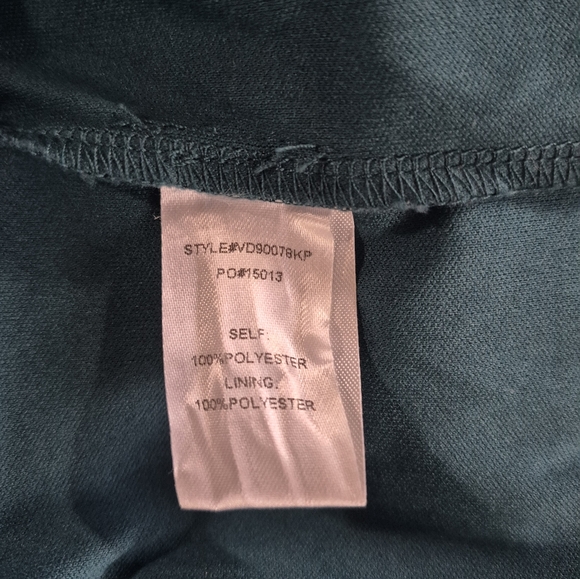 STYLE#VD90078KP
PO#15013
SELF:
100%POLYESTER
LINING:
100%POLYESTER